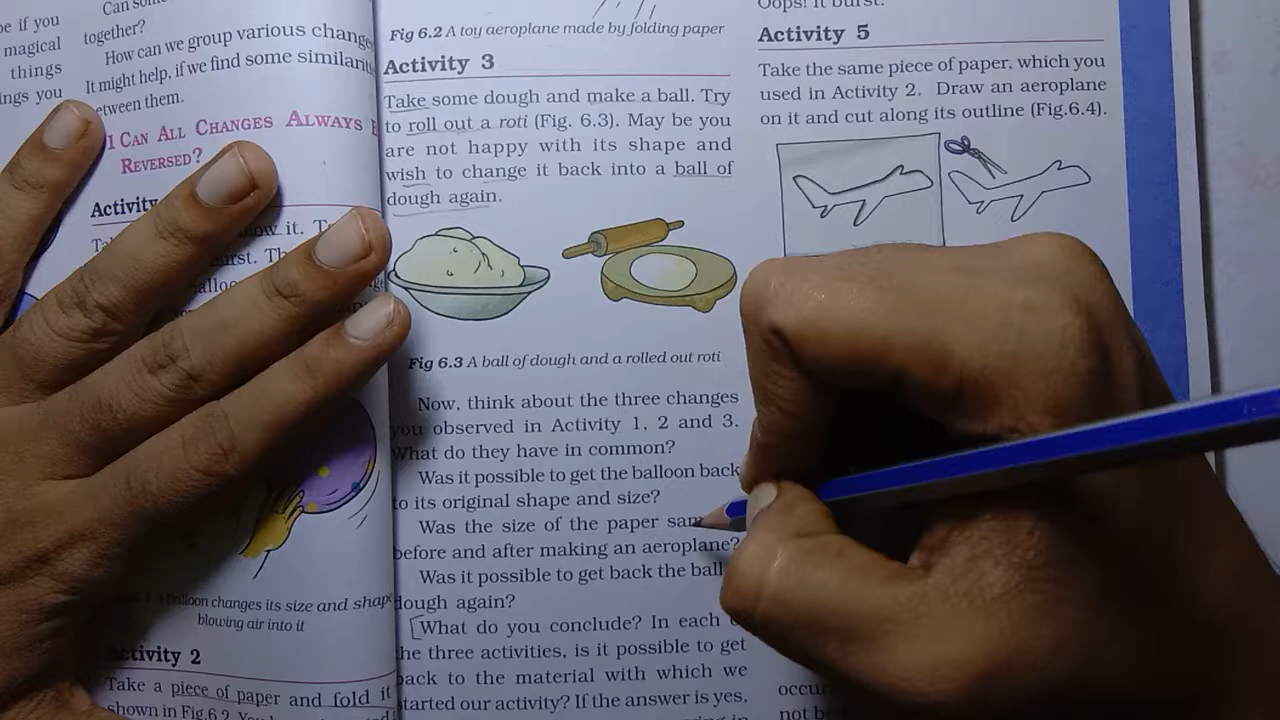 be if you
magical
things
ings you
Can
together?
How can we group various change
It might help, if we find some similarit
etween them.
1 CAN ALL CHANGES ALWAYS
REVERSED?
Activity
low it.
urst.
alloo
A balloon changes its size and shape
blowing air into it
Activity 2
Take a piece of paper and fold it
shown in Fig.6.2.
Fig 6.2 A toy aeroplane made by folding paper
Activity 3
Take some dough and make a ball. Try
to roll out a roti (Fig. 6.3). May be you
are not happy with its shape and
wish to change it back into a ball of
dough again.
Fig 6.3 A ball of dough and a rolled out roti
Now, think about the three changes
you observed in Activity 1, 2 and 3.
What do they have in common?
Was it possible to get the balloon back
to its original shape and size?
Was the size of the paper sam
before and after making an aeroplane?
Was it possible to get back the ball
dough again?
What do you conclude? In each
the three activities, is it possible to get
back to the material with which we
started our activity? If the answer is yes,
Oops! It burst.
Activity 5
Take the same piece of paper, which you
used in Activity 2. Draw an aeroplane
on it and cut along its outline (Fig.6.4).
occur
not b